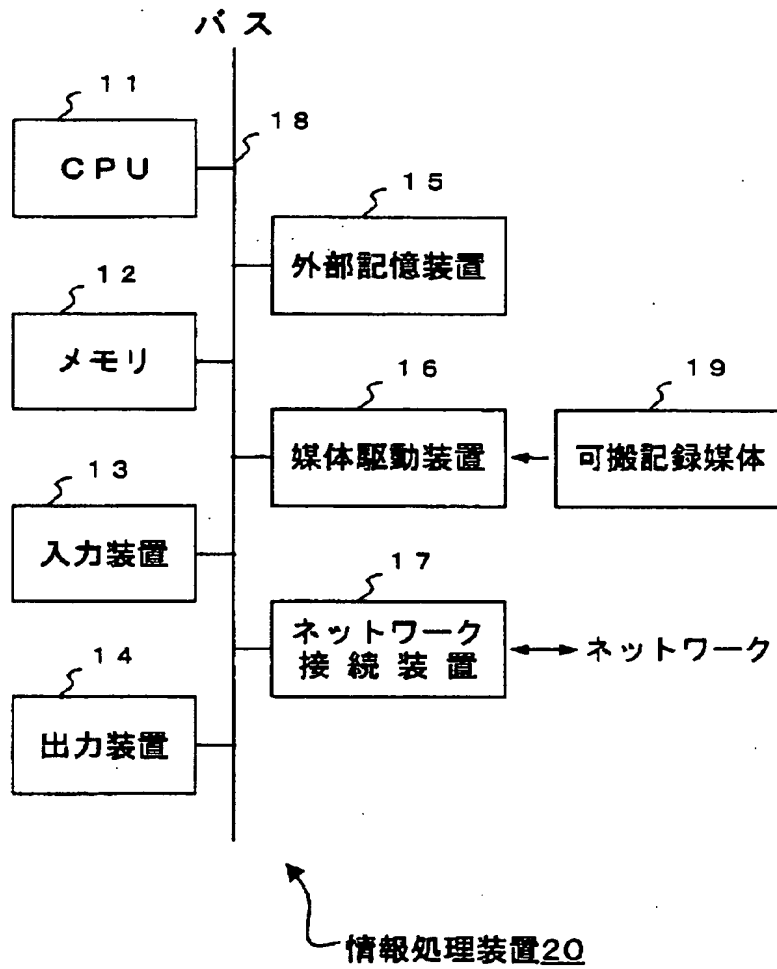 バス
11
CPU
18
15
外部記憶装置
12
メモリ
16
媒体駆動装置
19
可搬記録媒体
13
入力装置
17
ネットワーク
接続装置
ネットワーク
14
出力装置
情報処理装置20